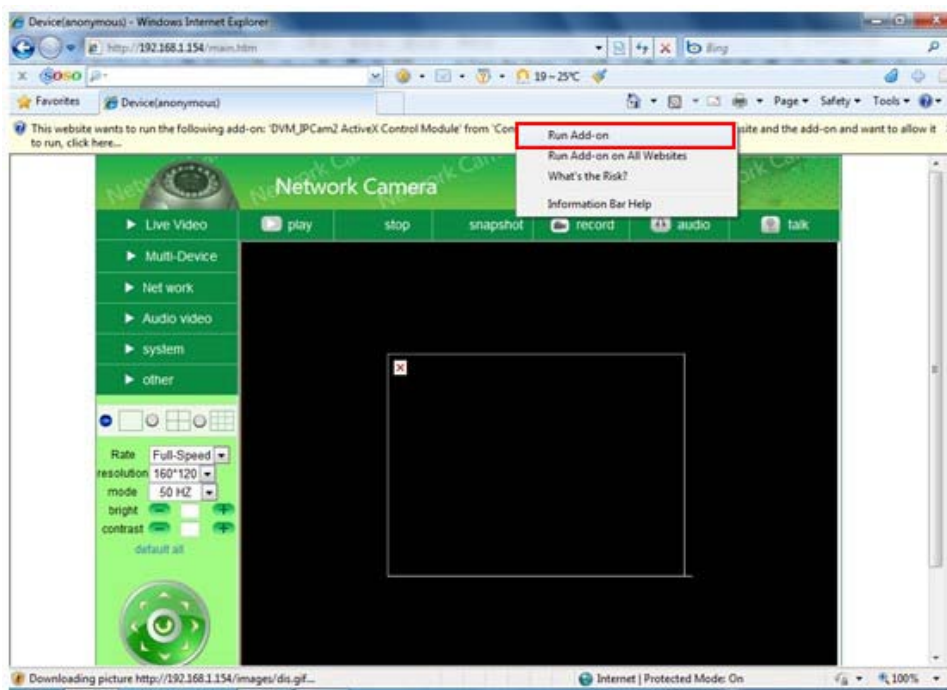 Device(anonymous) - Windows Internet Explorer
http://192.168.1.154/main.htm
Bing
SOSO
19~25℃
Favorites
Device(anonymous)
Page
Safety
Tools
This website wants to run the following add-on: 'DVM_IPCam2 ActiveX Control Module' from 'Con
site and the add-on and want to allow it
to run, click here...
Run Add-on
Run Add-on on All Websites
What's the Risk?
Information Bar Help
Network Camera
Live Video
play
stop
snapshot
record
audio
talk
Multi-Device
Net work
Audio video
system
other
Rate Full-Speed
resolution 160*120
mode 50 HZ
bright
contrast
default all
Downloading picture http://192.168.1.154/images/dis.gif...
Internet | Protected Mode: On
100%